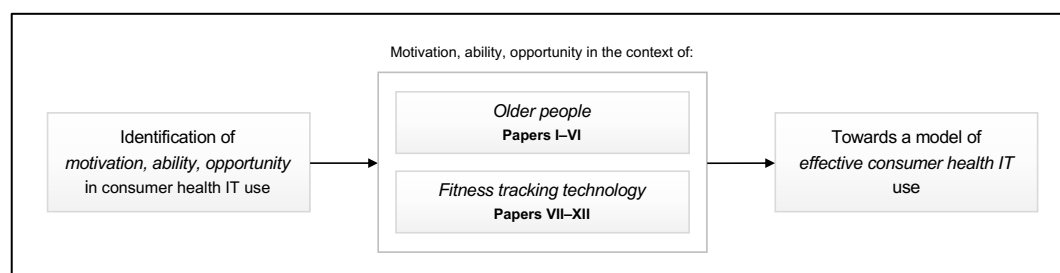 Motivation, ability, opportunity in the context of:
Identification of
motivation, ability, opportunity
in consumer health IT use
Older people
Papers I–VI
Fitness tracking technology
Papers VII–XII
Towards a model of
effective consumer health IT
use